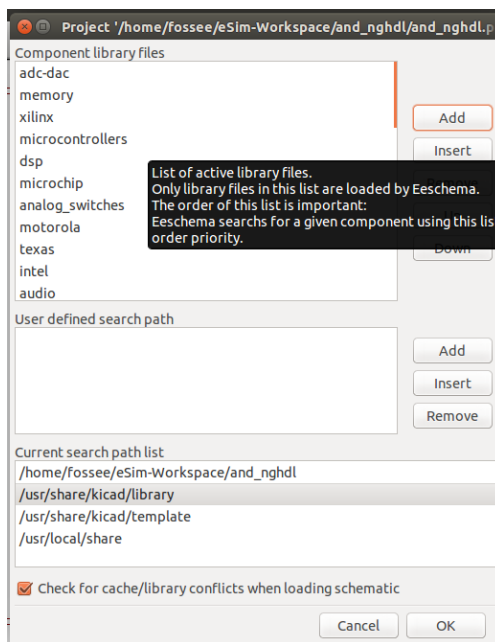 Project '/home/fossee/eSim-Workspace/and_nghdl/and_nghdl.p
Component library files
adc-dac
memory
xilinx
Add
microcontrollers
Insert
dsp
microchip
analog_switches
motorola
texas
intel
audio
List of active library files.
Only library files in this list are loaded by Eeschema.
The order of this list is important:
Eeschema searchs for a given component using this lis
order priority.
Down
User defined search path
Add
Insert
Remove
Current search path list
/home/fossee/eSim-Workspace/and_nghdl
/usr/share/kicad/library
/usr/share/kicad/template
/usr/local/share
Check for cache/library conflicts when loading schematic
Cancel
OK